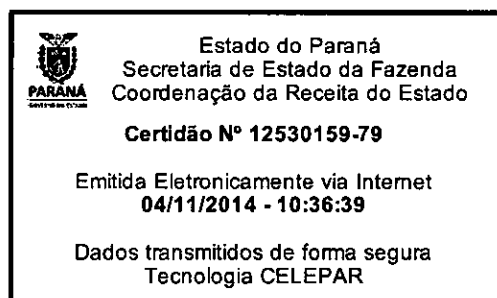 Estado do Paraná
Secretaria de Estado da Fazenda
PARANÁ
Coordenação da Receita do Estado
Certidão Nº 12530159-79
Emitida Eletronicamente via Internet
04/11/2014 - 10:36:39
Dados transmitidos de forma segura
Tecnologia CELEPAR